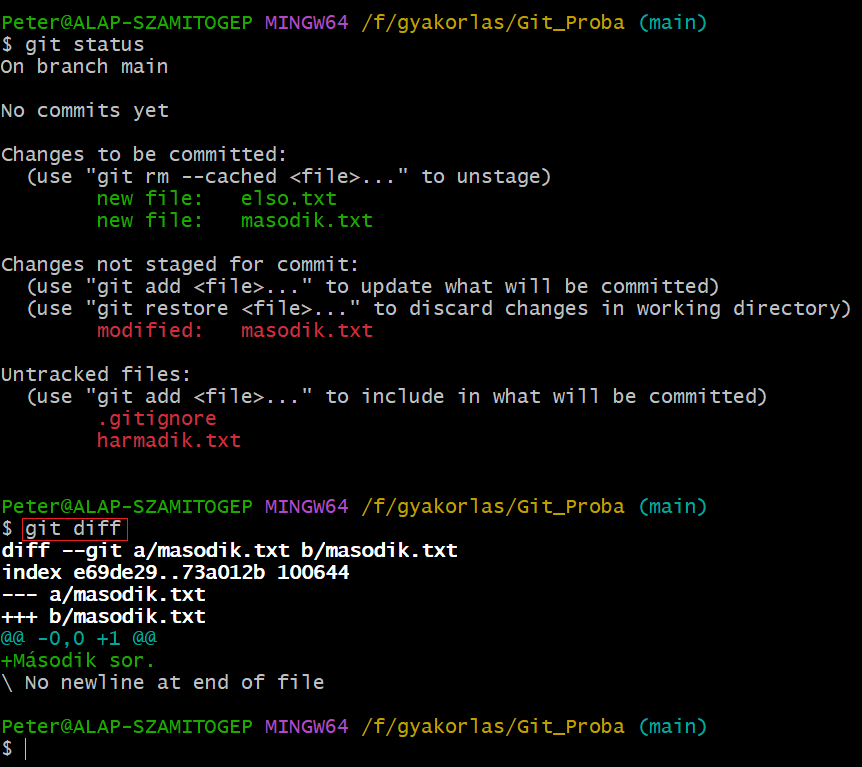 Peter@ALAP-SZAMITOGEP MINGW64 /f/gyakorlas/Git_Proba (main)
$ git status
On branch main
No commits yet
Changes to be committed:
(use "git rm --cached <file>..." to unstage)
new file: elso.txt
new file: masodik.txt
Changes not staged for commit:
(use "git add <file>..." to update what will be committed)
(use "git restore <file>..." to discard changes in working directory)
modified: masodik.txt
Untracked files:
(use "git add <file>..." to include in what will be committed)
.gitignore
harmadik.txt
Peter@ALAP-SZAMITOGEP MINGW64 /f/gyakorlas/Git_Proba (main)
$ git diff
diff --git a/masodik.txt b/masodik.txt
index e69de29..73a012b 100644
--- a/masodik.txt
+++ b/masodik.txt
@@ -0,0 +1 @@
+Második sor.
\ No newline at end of file
Peter@ALAP-SZAMITOGEP MINGW64 /f/gyakorlas/Git_Proba (main)
$